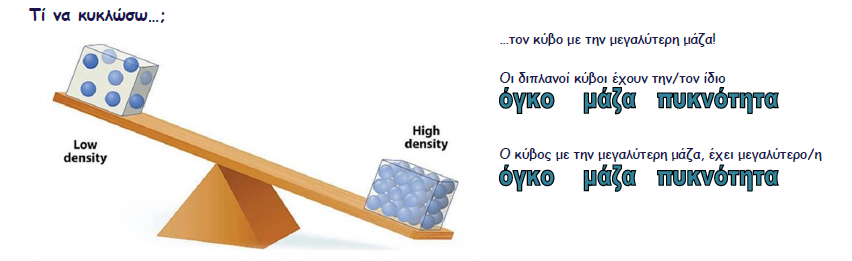 Τί να κυκλώσω…;
…τον κύβο με την μεγαλύτερη μάζα!
Οι διπλανοί κύβοι έχουν την/τον ίδιο
όγκο μάζα πυκνότητα
Low
density
High
density
Ο κύβος με την μεγαλύτερη μάζα, έχει μεγαλύτερο/η
όγκο μάζα πυκνότητα